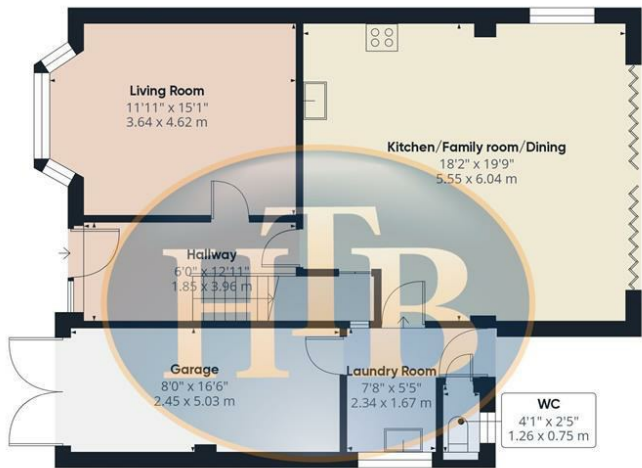 Living Room
11'11" x 15'1"
3.64 x 4.62 m
Kitchen/Family room/Dining
18'2" x 19'9"
5.55 x 6.04 m
Hallway
6'0" x 12'11"
1.85 x 3.96 m
HTB
Garage
8'0" x 16'6"
2.45 x 5.03 m
Laundry Room
7'8" x 5'5"
2.34 x 1.67 m
WC
4'1" x 2'5"
1.26 x 0.75 m